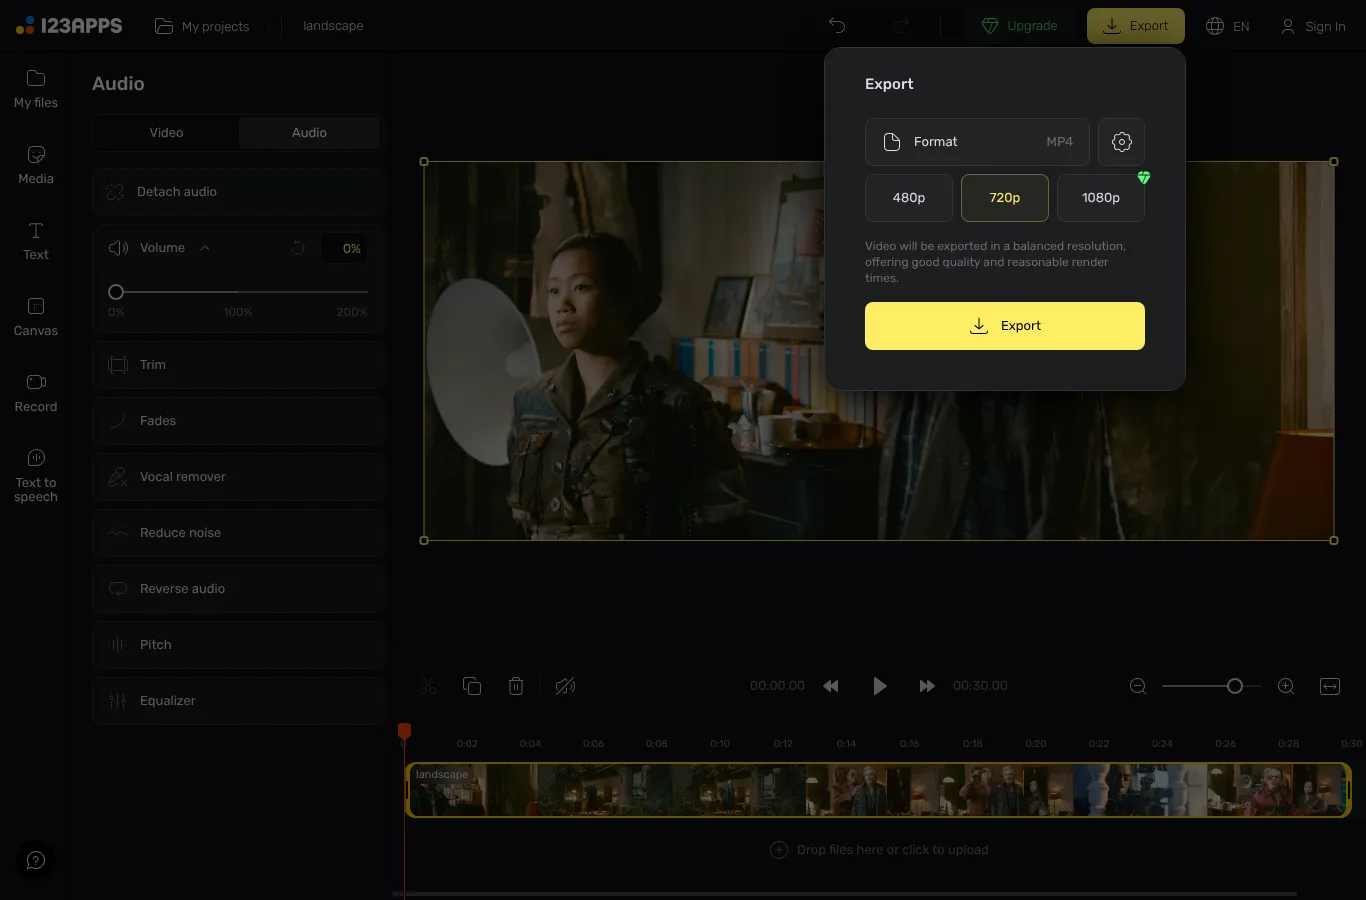 123APPS
My projects
landscape
Upgrade
Export
EN
Sign In
My files
Media
Text
Canvas
Record
Text to
speech
Audio
Video
Audio
Detach audio
Volume
0%
0%
100%
200%
Trim
Fades
Vocal remover
Reduce noise
Reverse audio
Pitch
Equalizer
Export
Format
MP4
480p
720p
1080p
Video will be exported in a balanced resolution,
offering good quality and reasonable render
times.
Export
00:00.00
00:30.00
0:02
0:04
0:06
0:08
0:10
0:12
0:14
0:16
0:18
0:20
0:22
0:24
0:26
0:28
0:30
landscape
Drop files here or click to upload